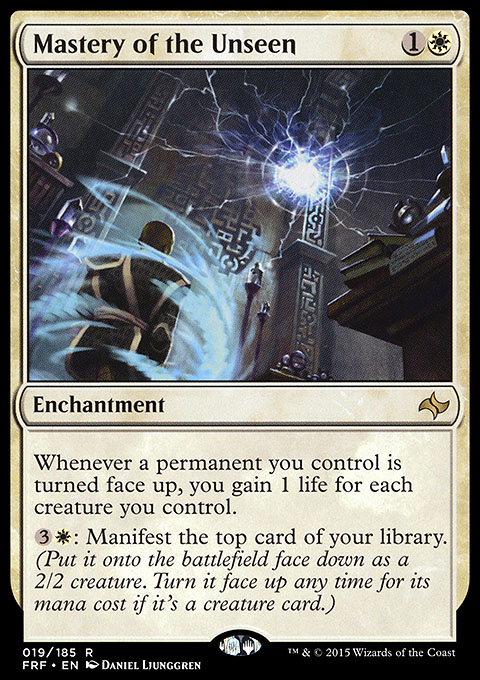 Mastery of the Unseen 1
Enchantment
Whenever a permanent you control is
turned face up, you gain 1 life for each
creature you control.
3 : Manifest the top card of your library.
(Put it onto the battlefield face down as a
2/2 creature. Turn it face up any time for its
mana cost if it's a creature card.)
019/185 R
FRF • EN DANIEL LJUNGGREN
™ & © 2015 Wizards of the Coast